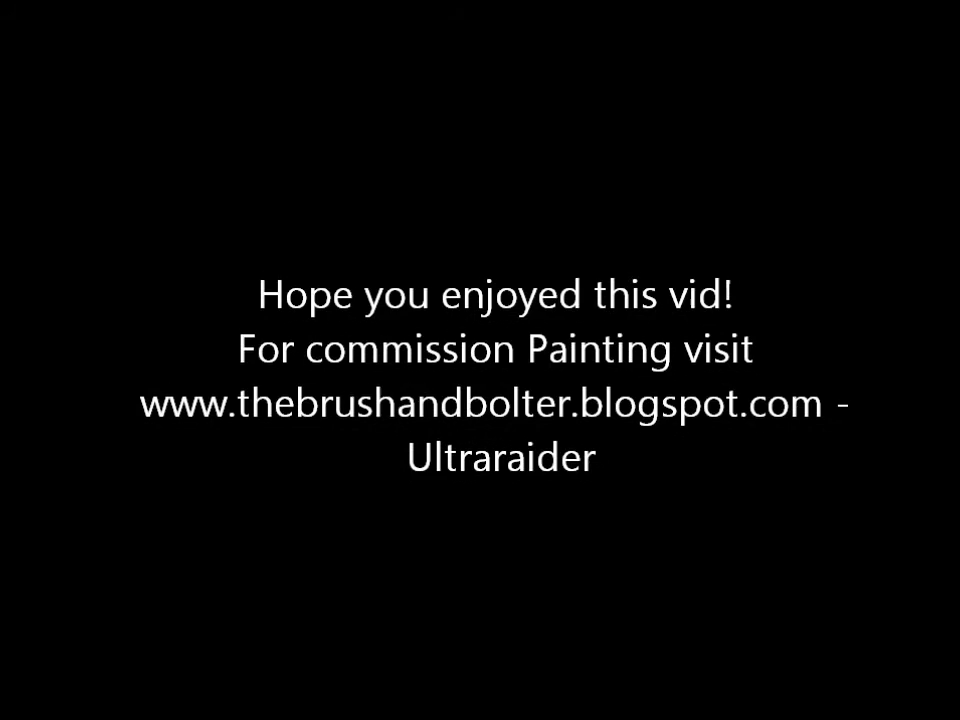 Hope you enjoyed this vid!
For commission Painting visit
www.thebrushandbolter.blogspot.com -
Ultraraider